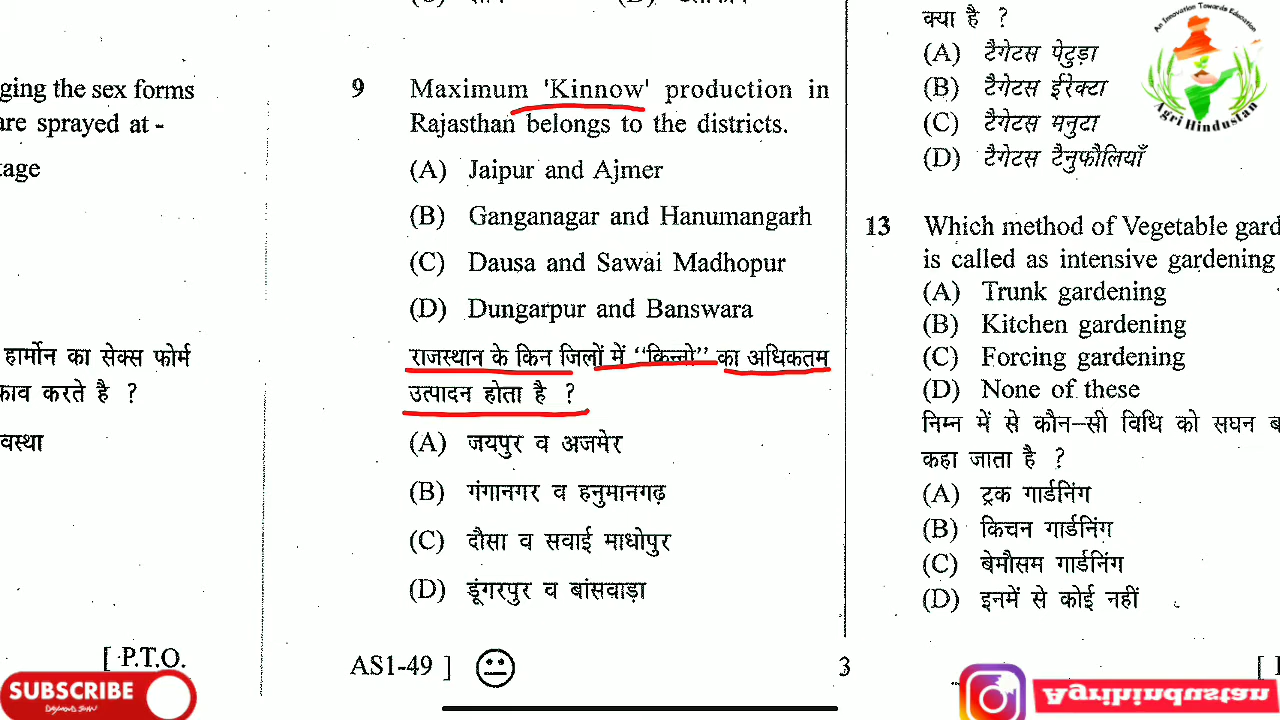 ging the sex forms
are sprayed at -
tage
हार्मोन का सेक्स फोर्म
काव करते है ?
वस्था
[ P.T.O.
SUBSCRIBE
9 Maximum 'Kinnow' production in
Rajasthan belongs to the districts.
(A) Jaipur and Ajmer
(B) Ganganagar and Hanumangarh
(C) Dausa and Sawai Madhopur
(D) Dungarpur and Banswara
राजस्थान के किन जिलों में “किन्नो” का अधिकतम
उत्पादन होता है ?
(A) जयपुर व अजमेर
(B) गंगानगर व हनुमानगढ़
(C) दौसा व सवाई माधोपुर
(D) डूंगरपुर व बांसवाड़ा
AS1-49 ]
3
क्या है ?
(A) टैगेटस पेटुड़ा
(B) टैगेटस ईरेक्टा
(C) टैगेटस मनुटा
(D) टैगेटस टैनुफौलियाँ
An Innovation Towards Education
Agri Hindustan
13 Which method of Vegetable gard
is called as intensive gardening
(A) Trunk gardening
(B) Kitchen gardening
(C) Forcing gardening
(D) None of these
निम्न में से कौन-सी विधि को सघन ब
कहा जाता है ?
(A) ट्रक गार्डनिंग
(B) किचन गार्डनिंग
(C) बेमौसम गार्डनिंग
(D) इनमें से कोई नहीं